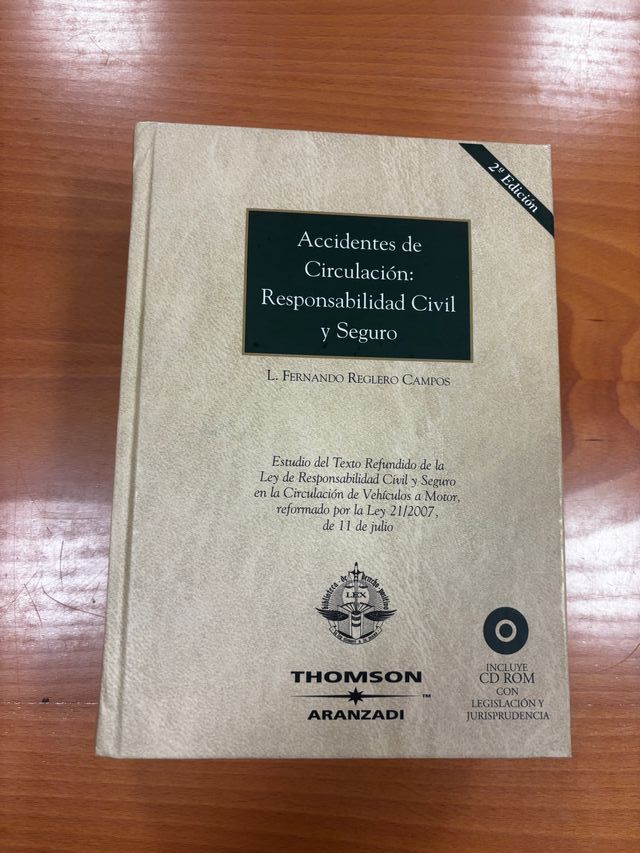 2ª Edición
Accidentes de
Circulación:
Responsabilidad Civil
y Seguro
L. FERNANDO REGLERO CAMPOS
Estudio del Texto Refundido de la
Ley de Responsabilidad Civil y Seguro
en la Circulación de Vehículos a Motor,
reformado por la Ley 21/2007,
de 11 de julio
LEX
THOMSON
ARANZADI
TM
INCLUYE
CD ROM
CON
LEGISLACIÓN Y
JURISPRUDENCIA